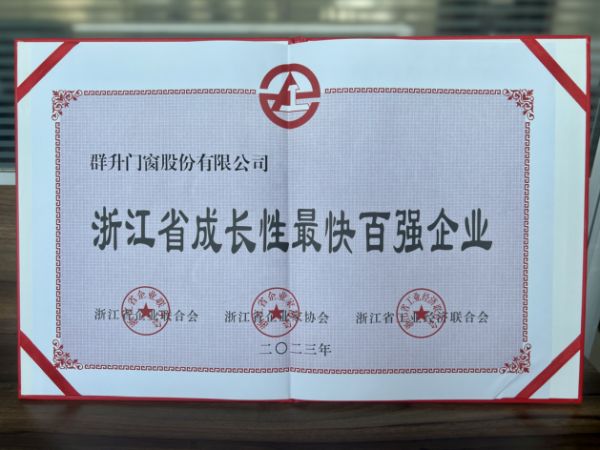 群升门窗股份有限公司
浙江省成长性最快百强企业
浙江省企业联合会 浙江省企业家协会 浙江省工业经济联合会
二〇二三年